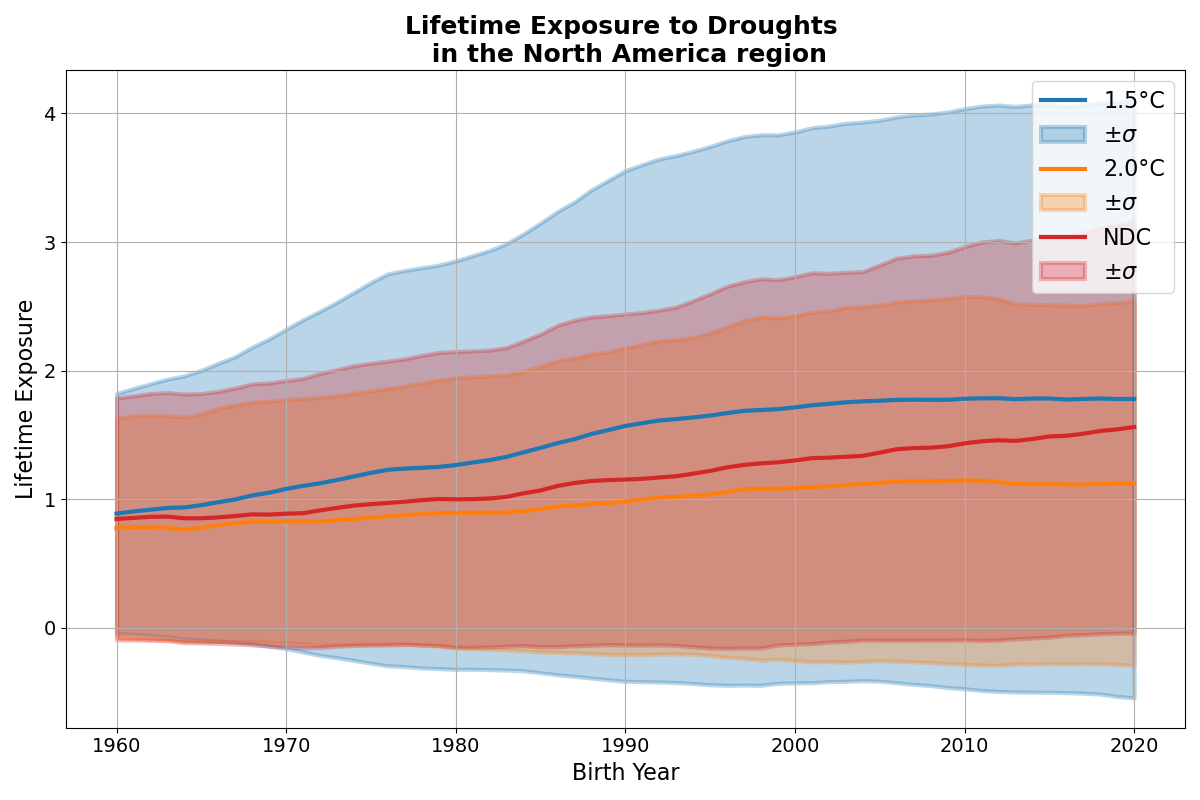 Lifetime Exposure to Droughts
in the North America region
Lifetime Exposure
4
3
2
1
0
1.5°C
±σ
2.0°C
±σ
NDC
±σ
1960 1970 1980 1990 2000 2010 2020
Birth Year